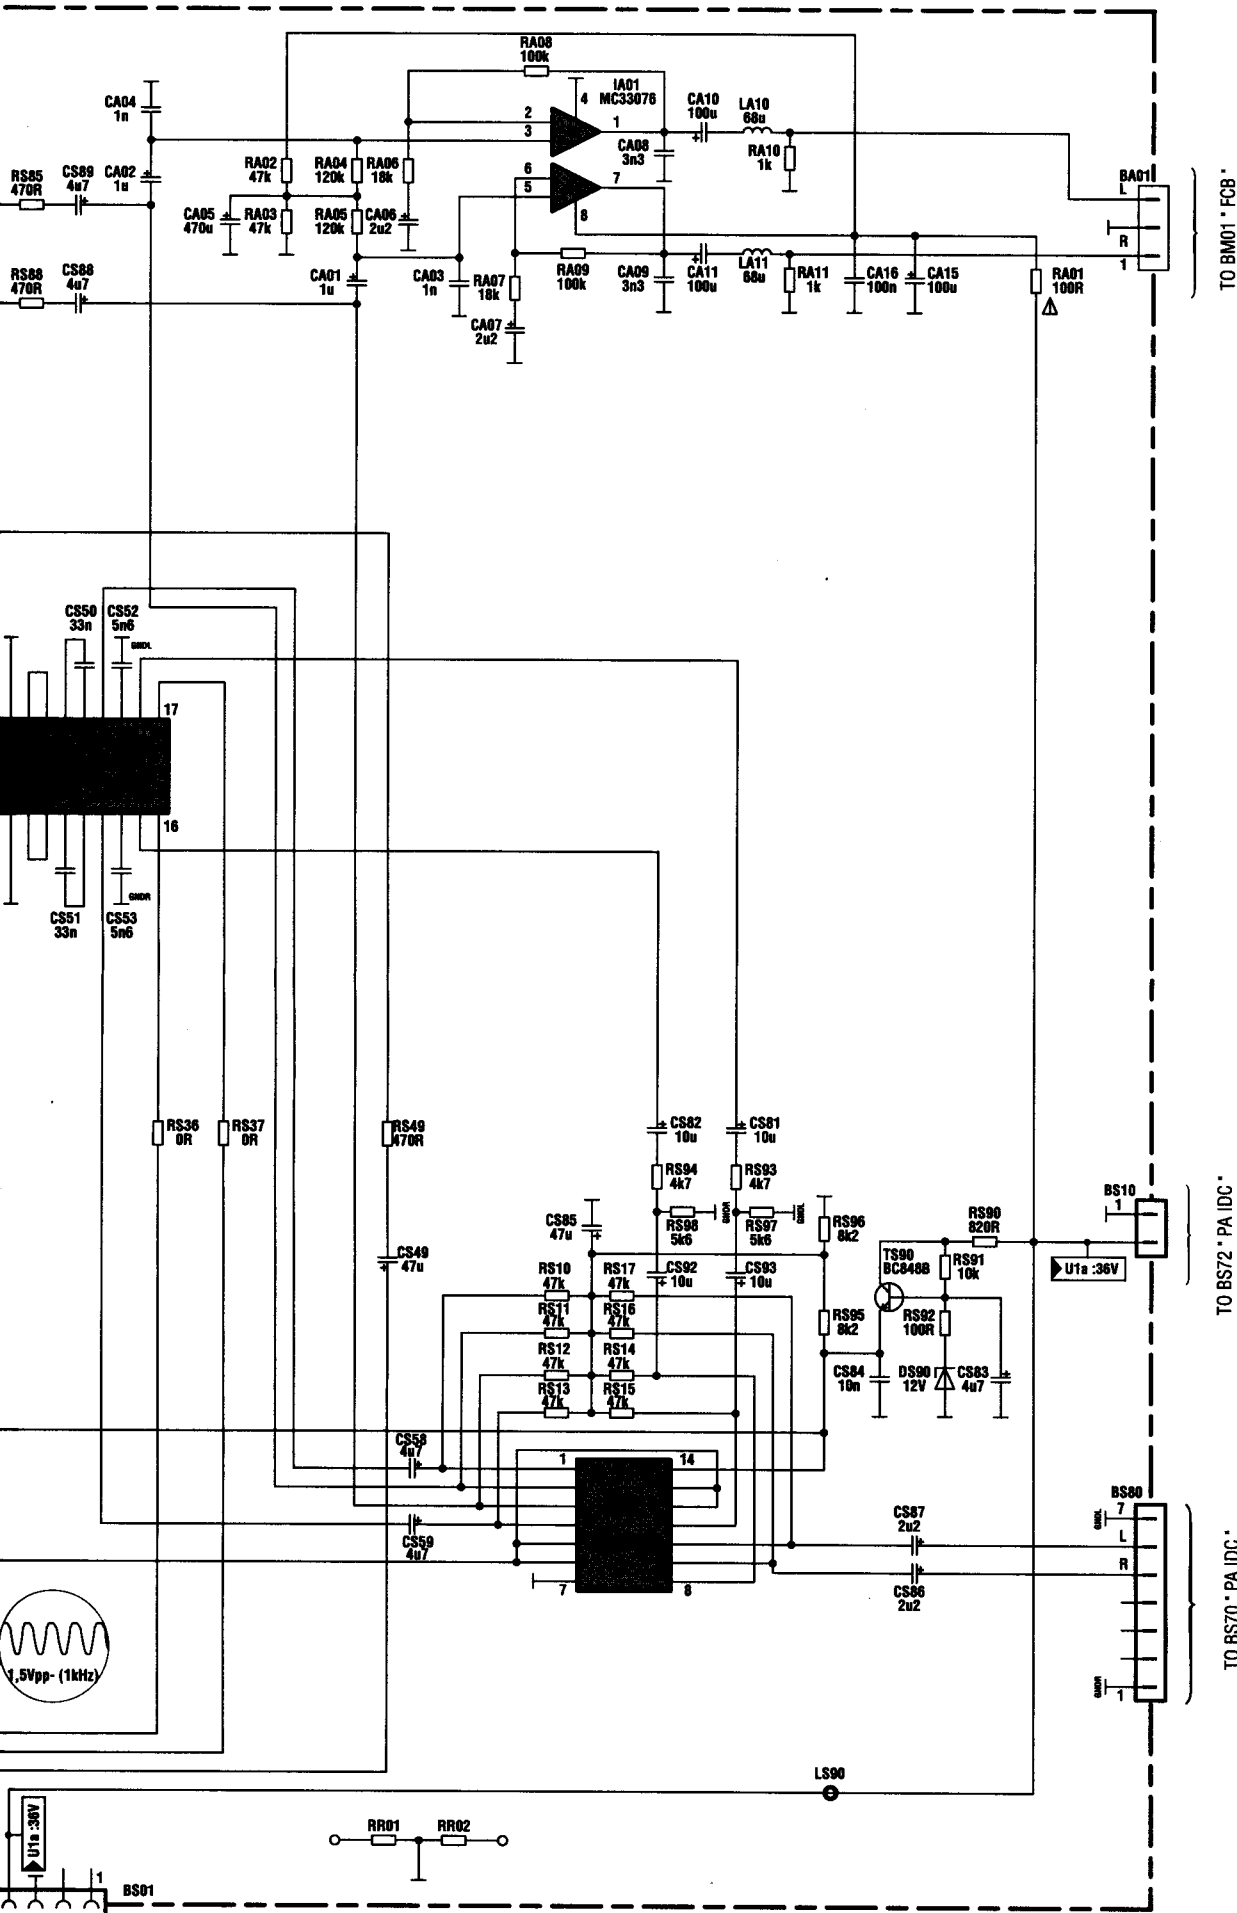 RA08
100k
IA01
MC33076
4
CA04
1n
2
3
1
CA10
100u
LA10
68u
CA08
3n3
RA10
1k
RS85
470R
CS89
4u7
CA02
1u
RA02
47k
RA04
120k
RA06
18k
6
5
7
8
BA01
L
R
1
TO BM01 " FCB "
CA05
470u
RA03
47k
RA05
120k
CA06
2u2
RS88
470R
CS88
4u7
CA01
1u
CA03
1n
RA07
18k
RA09
100k
CA09
3n3
CA11
100u
LA11
68u
RA11
1k
CA16
100n
CA15
100u
RA01
100R
CA07
2u2
CS50
33n
CS52
5n6
GNDL
17
16
GNDR
CS51
33n
CS53
5n6
RS36
0R
RS37
0R
RS49
470R
CS82
10u
CS81
10u
RS94
4k7
RS93
4k7
CS85
47u
RS98
5k6
GNDR
RS97
5k6
GNDL
RS96
8k2
RS90
820R
BS10
1
TO BS72 " PA IDC "
CS49
47u
TS90
BC848B
RS91
10k
U1a :36V
RS10
47k
RS17
47k
CS92
10u
CS93
10u
RS11
47k
RS16
47k
RS95
8k2
RS92
100R
RS12
47k
RS14
47k
CS84
10n
DS90
12V
CS83
4u7
RS13
47k
RS15
47k
CS58
4u7
1
14
CS59
4u7
7
8
CS87
2u2
CS86
2u2
BS80
7
GNDL
L
R
GNDR
1
TO BS70 " PA IDC "
1,5Vpp- (1kHz)
LS90
U1a :36V
RR01
RR02
1
BS01